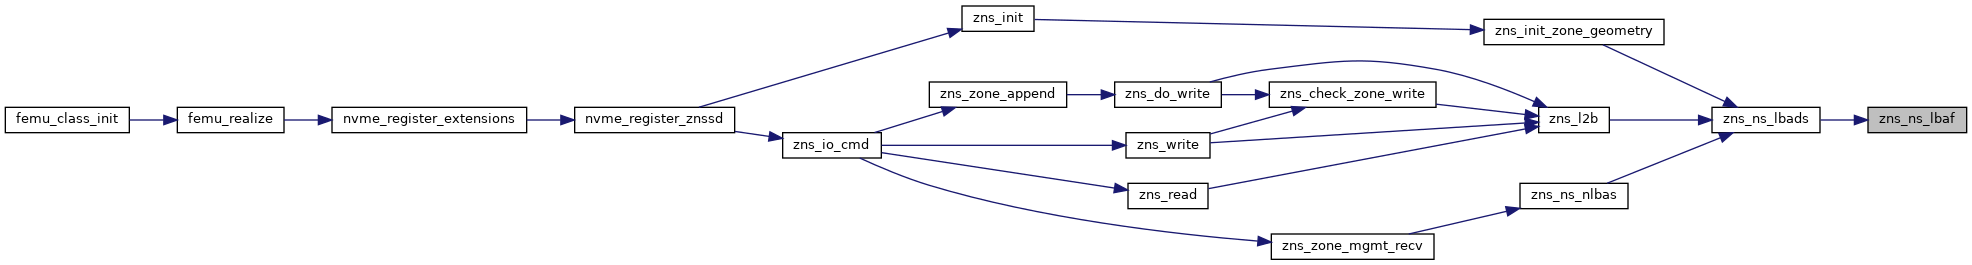 zns_init
zns_init_zone_geometry
zns_zone_append
zns_do_write
zns_check_zone_write
femu_class_init
femu_realize
nvme_register_extensions
nvme_register_znssd
zns_l2b
zns_ns_lbads
zns_ns_lbaf
zns_io_cmd
zns_write
zns_read
zns_ns_nlbas
zns_zone_mgmt_recv